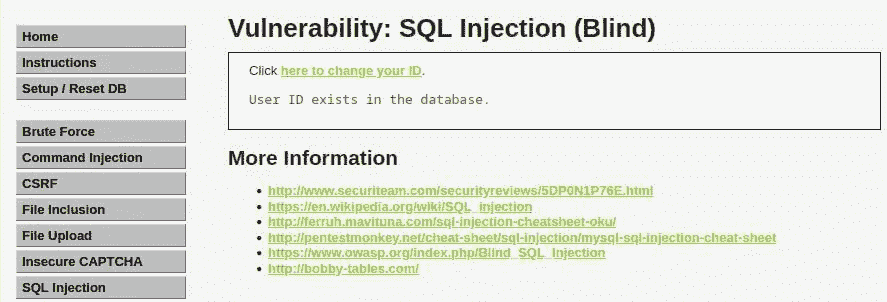 Home
Instructions
Setup / Reset DB
Brute Force
Command Injection
CSRF
File Inclusion
File Upload
Insecure CAPTCHA
SQL Injection
Vulnerability: SQL Injection (Blind)
Click here to change your ID.
User ID exists in the database.
More Information
http://www.securiteam.com/securityreviews/5DP0N1P76E.html
https://en.wikipedia.org/wiki/SQL_injection
http://ferruh.mavituna.com/sql-injection-cheatsheet-oku/
http://pentestmonkey.net/cheat-sheet/sql-injection/mysql-sql-injection-cheat-sheet
https://www.owasp.org/index.php/Blind_SQL_Injection
http://bobby-tables.com/